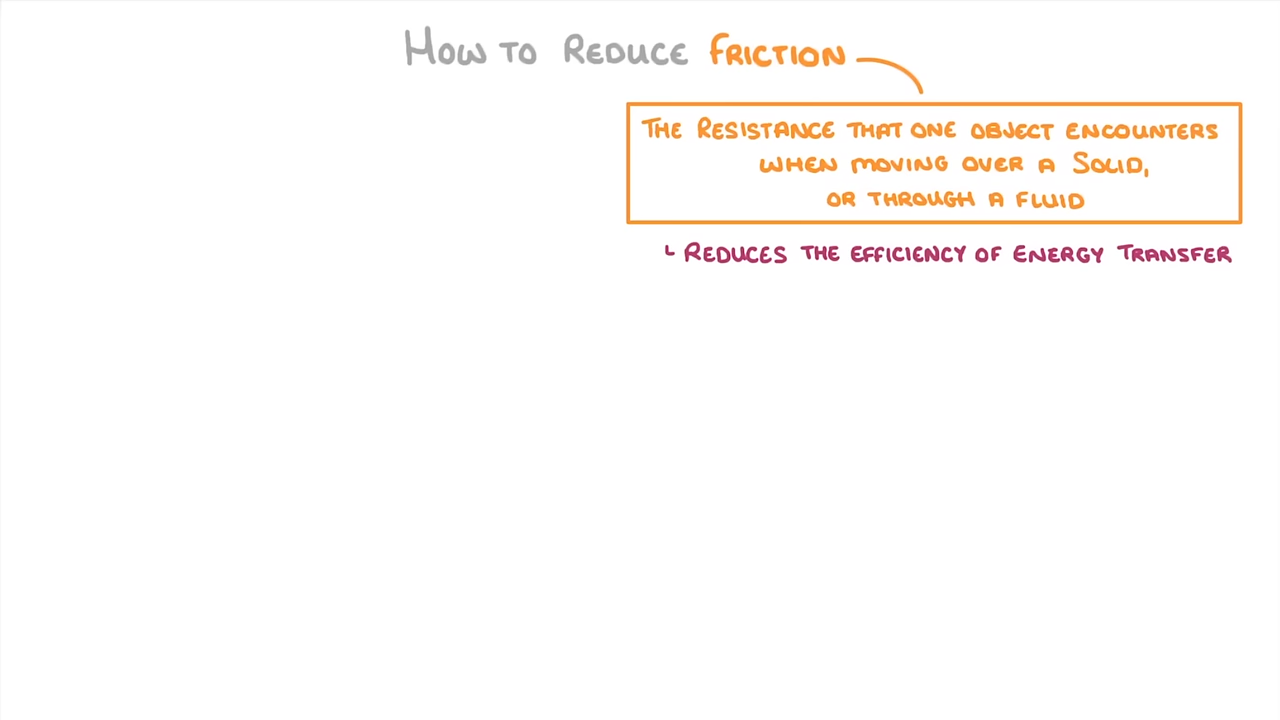 How to Reduce Friction
The Resistance that one object encounters
when moving over a Solid,
or through a fluid
Reduces the efficiency of Energy Transfer